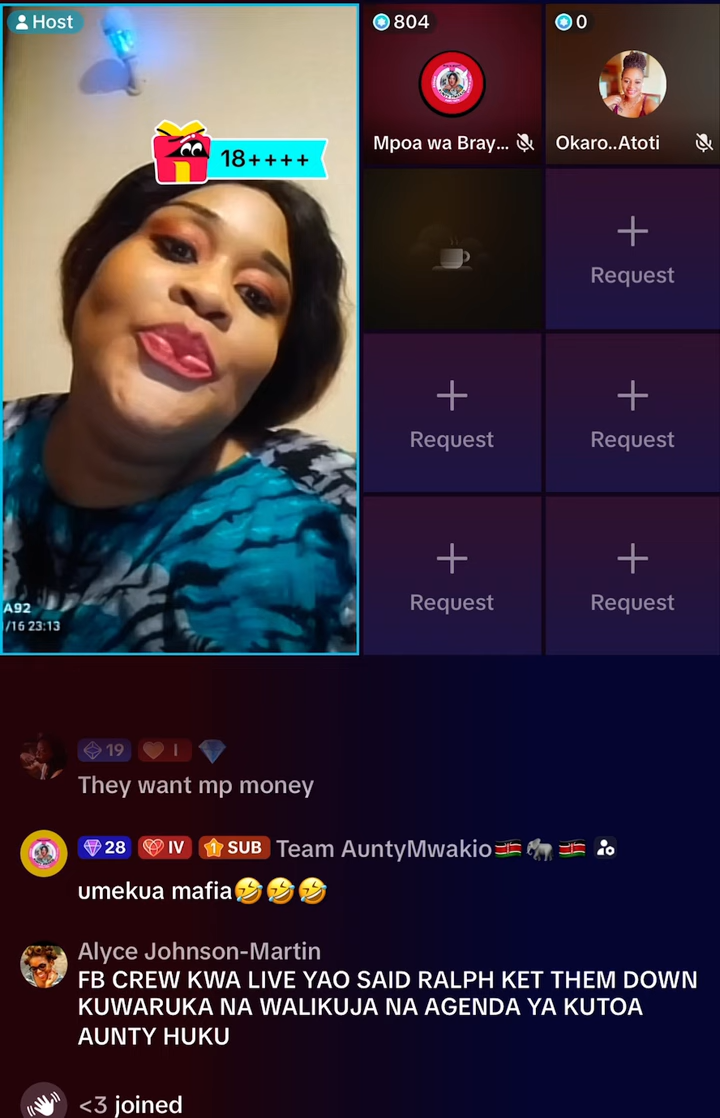 Host
18++++
804
0
Mpoa wa Bray...
Okaro..Atoti
Request
Request
Request
Request
Request
A92
/16 23:13
19
I
They want mp money
28
IV
1
SUB
Team AuntyMwakio🇰🇪🐘🇰🇪
umekua mafia🤣🤣🤣
Alyce Johnson-Martin
FB CREW KWA LIVE YAO SAID RALPH KET THEM DOWN
KUWARUKA NA WALIKUJA NA AGENDA YA KUTOA
AUNTY HUKU
<3 joined